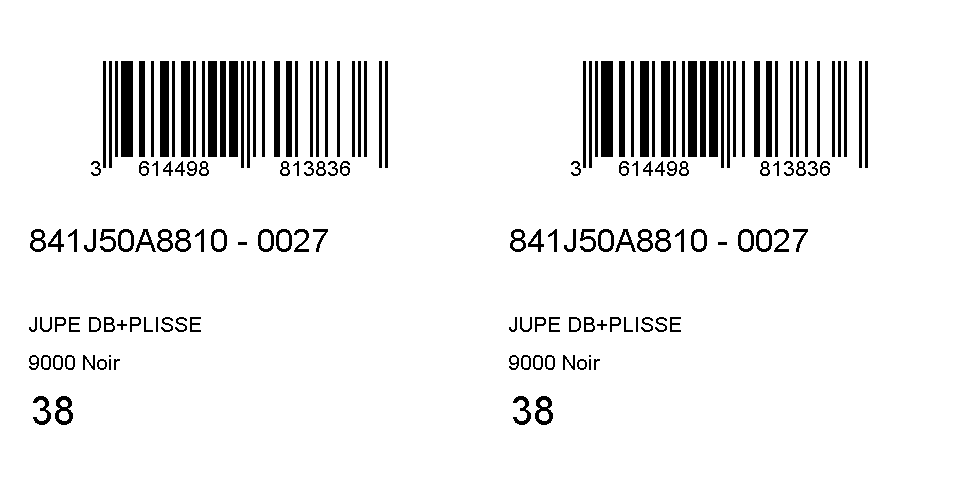 3 614498 813836
841J50A8810 - 0027
JUPE DB+PLISSE
9000 Noir
38
3 614498 813836
841J50A8810 - 0027
JUPE DB+PLISSE
9000 Noir
38